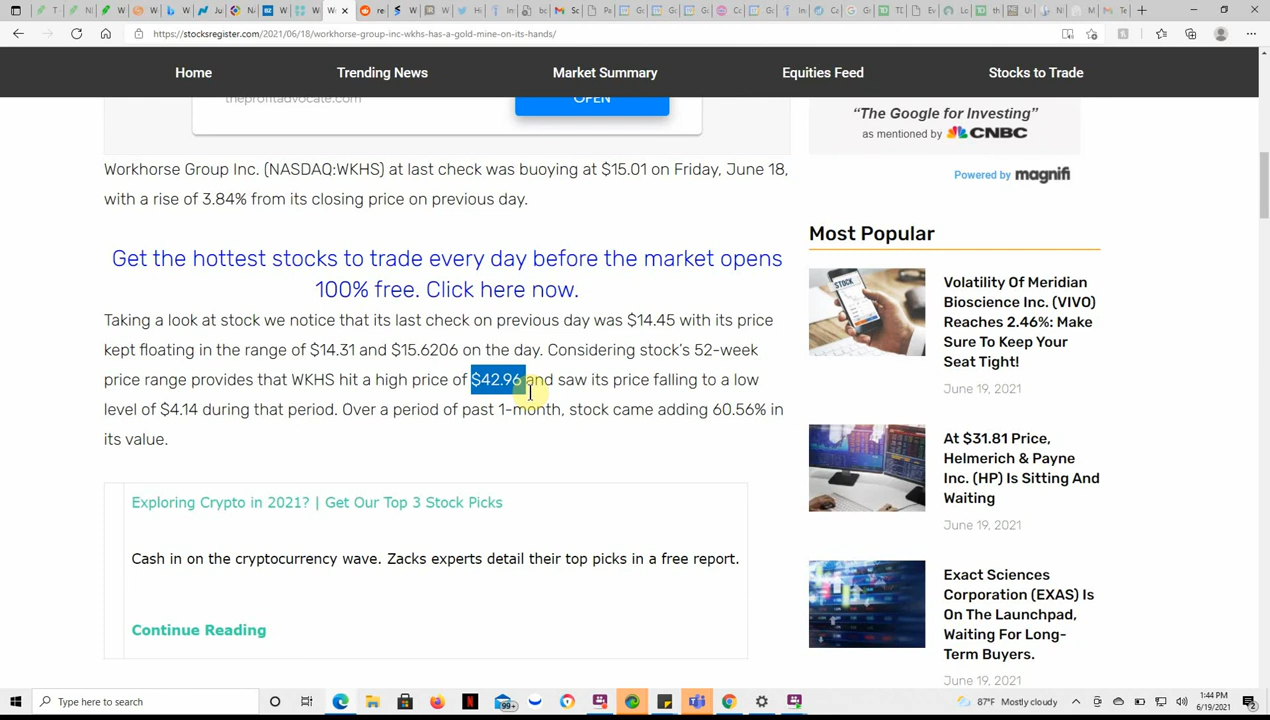 https://stocksregister.com/2021/06/18/workhorse-group-inc-wkhs-has-a-gold-mine-on-its-hands/
Home
Trending News
Market Summary
Equities Feed
Stocks to Trade
theprofitadvocate.com
OPEN
Workhorse Group Inc. (NASDAQ:WKHS) at last check was buoying at $15.01 on Friday, June 18,
with a rise of 3.84% from its closing price on previous day.
Get the hottest stocks to trade every day before the market opens
100% free. Click here now.
Taking a look at stock we notice that its last check on previous day was $14.45 with its price
kept floating in the range of $14.31 and $15.6206 on the day. Considering stock’s 52-week
price range provides that WKHS hit a high price of $42.96 and saw its price falling to a low
level of $4.14 during that period. Over a period of past 1-month, stock came adding 60.56% in
its value.
Exploring Crypto in 2021? | Get Our Top 3 Stock Picks
Cash in on the cryptocurrency wave. Zacks experts detail their top picks in a free report.
Continue Reading
“The Google for Investing”
as mentioned by CNBC
Powered by magnifi
Most Popular
Volatility Of Meridian
Bioscience Inc. (VIVO)
Reaches 2.46%: Make
Sure To Keep Your
Seat Tight!
June 19, 2021
At $31.81 Price,
Helmerich & Payne
Inc. (HP) Is Sitting And
Waiting
June 19, 2021
Exact Sciences
Corporation (EXAS) Is
On The Launchpad,
Waiting For Long-
Term Buyers.
June 19, 2021
Type here to search
99+
87°F Mostly cloudy
1:44 PM
6/19/2021
2